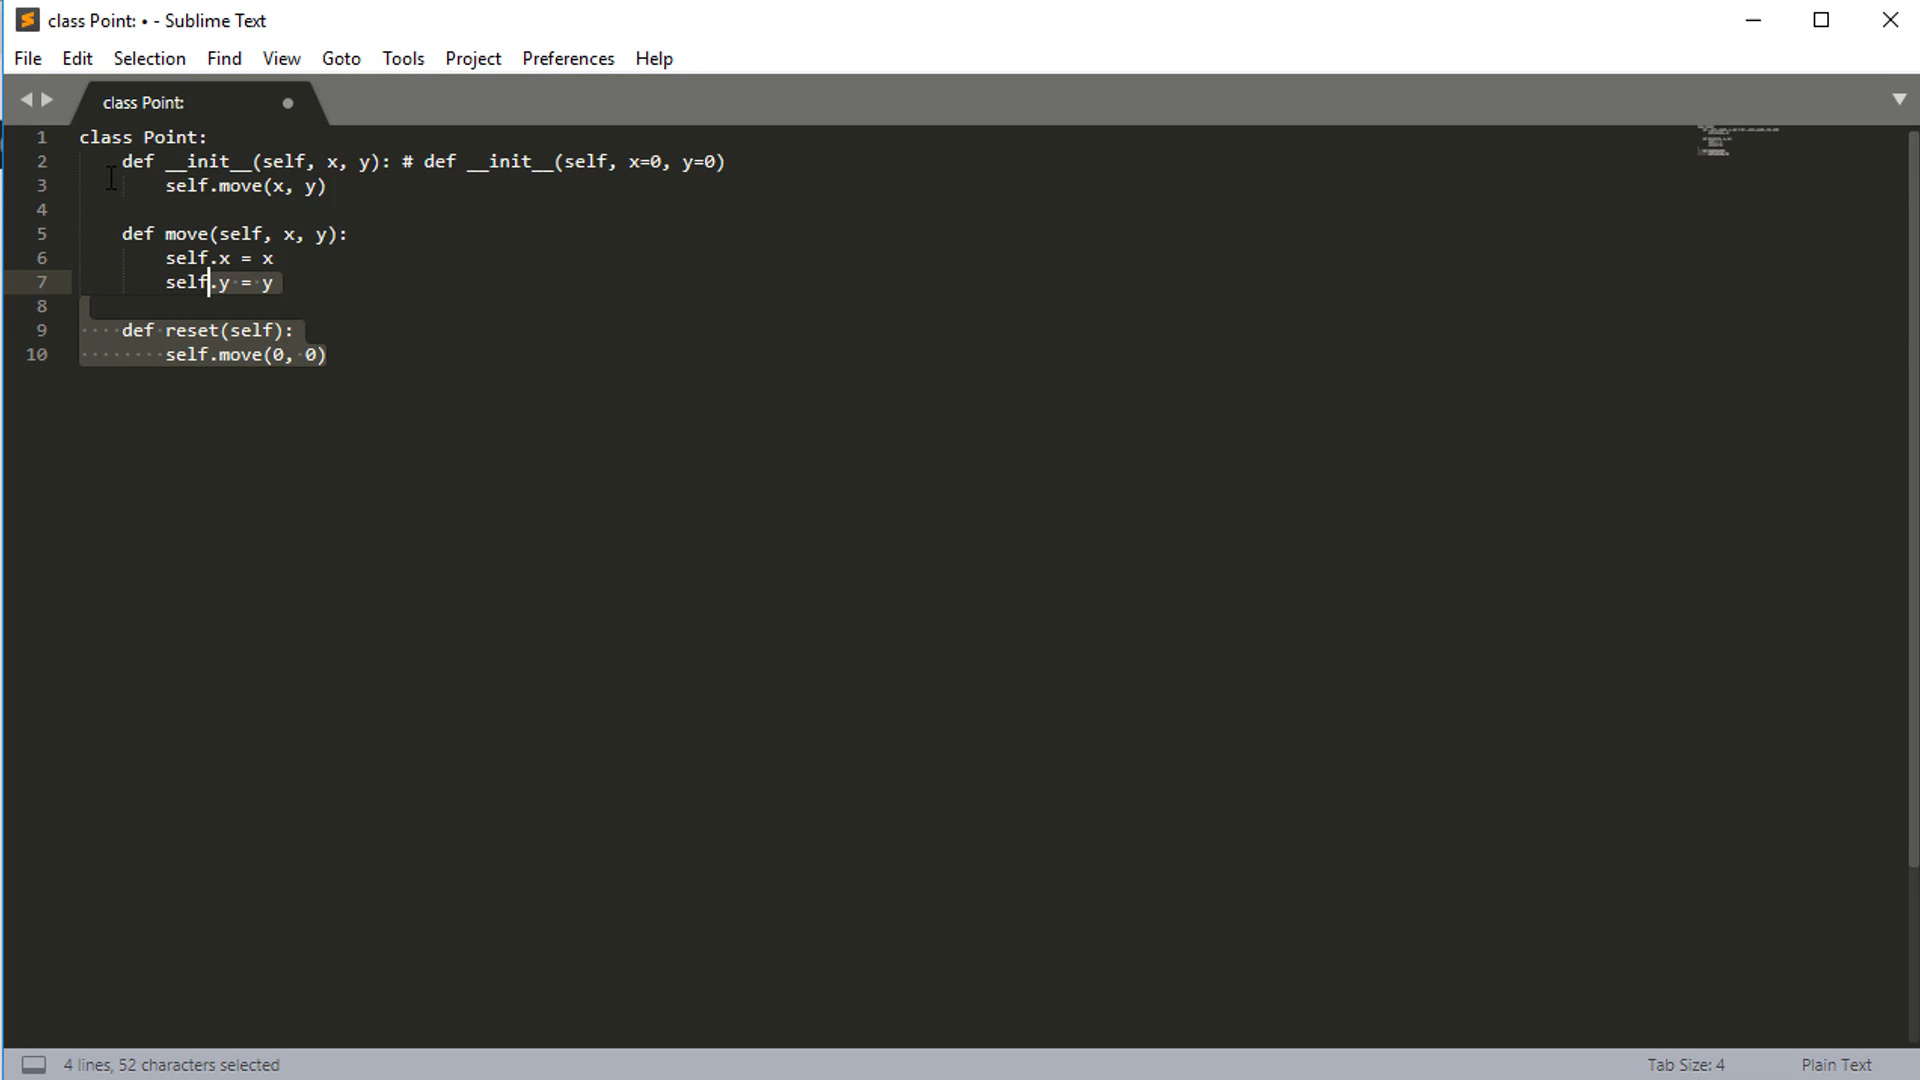 class Point: • - Sublime Text
File Edit Selection Find View Goto Tools Project Preferences Help
class Point:
1 class Point:
2     def __init__(self, x, y): # def __init__(self, x=0, y=0)
3         self.move(x, y)
4
5     def move(self, x, y):
6         self.x = x
7         self.y = y
8
9     def reset(self):
10         self.move(0, 0)
4 lines, 52 characters selected Tab Size: 4 Plain Text